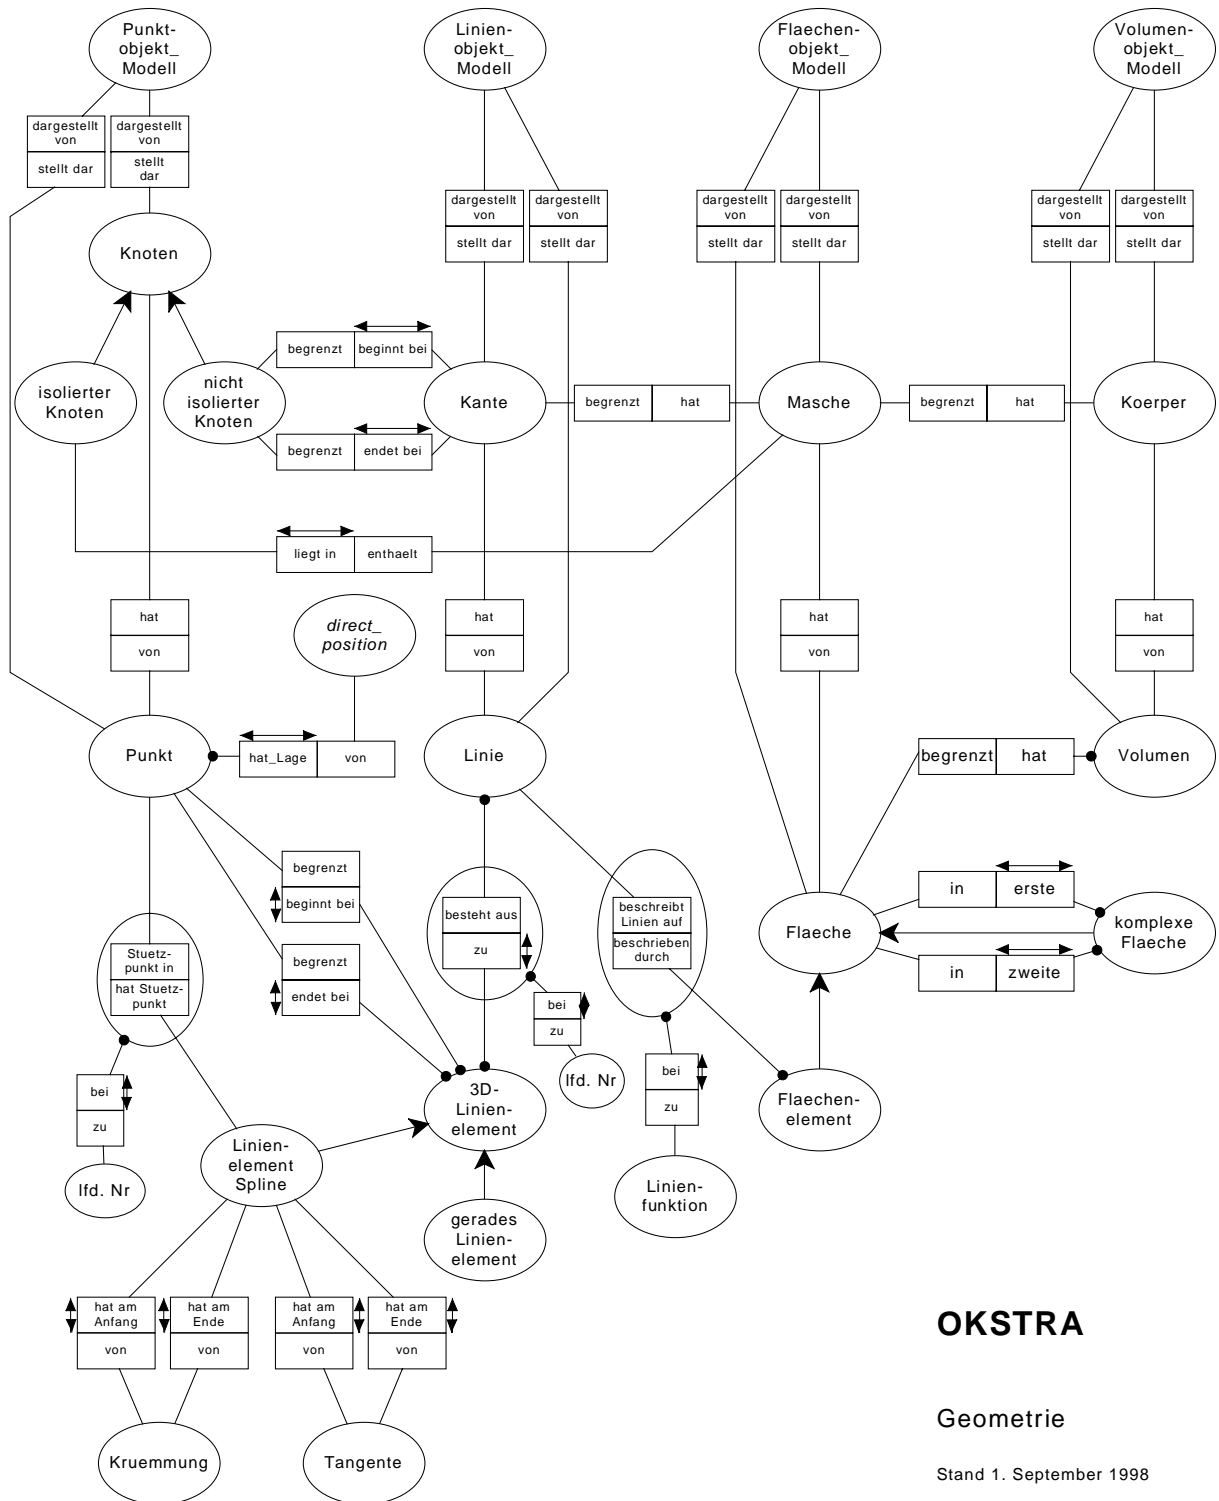 Punkt-
objekt_
Modell
Linien-
objekt_
Modell
Flaechen-
objekt_
Modell
Volumen-
objekt_
Modell
dargestellt
von
stellt dar
dargestellt
von
stellt
dar
dargestellt
von
stellt dar
dargestellt
von
stellt dar
dargestellt
von
stellt dar
dargestellt
von
stellt dar
dargestellt
von
stellt dar
dargestellt
von
stellt dar
Knoten
begrenzt
beginnt bei
isolierter
Knoten
nicht
isolierter
Knoten
Kante
begrenzt
hat
Masche
begrenzt
hat
Koerper
begrenzt
endet bei
liegt in
enthaelt
hat
von
direct_
position
hat
von
hat
von
hat
von
Punkt
hat_Lage
von
Linie
begrenzt
hat
Volumen
begrenzt
beginnt bei
besteht aus
zu
beschreibt
Linien auf
beschrieben
durch
Flaeche
in
erste
komplexe
Flaeche
in
zweite
Stuetz-
punkt in
hat Stuetz-
punkt
begrenzt
endet bei
bei
zu
lfd. Nr
bei
zu
lfd. Nr
3D-
Linien-
element
bei
zu
Flaechen-
element
Linien-
element
Spline
Linien-
funktion
gerades
Linien-
element
hat am
Anfang
von
hat am
Ende
von
hat am
Anfang
von
hat am
Ende
von
Kruemmung
Tangente
OKSTRA
Geometrie
Stand 1. September 1998